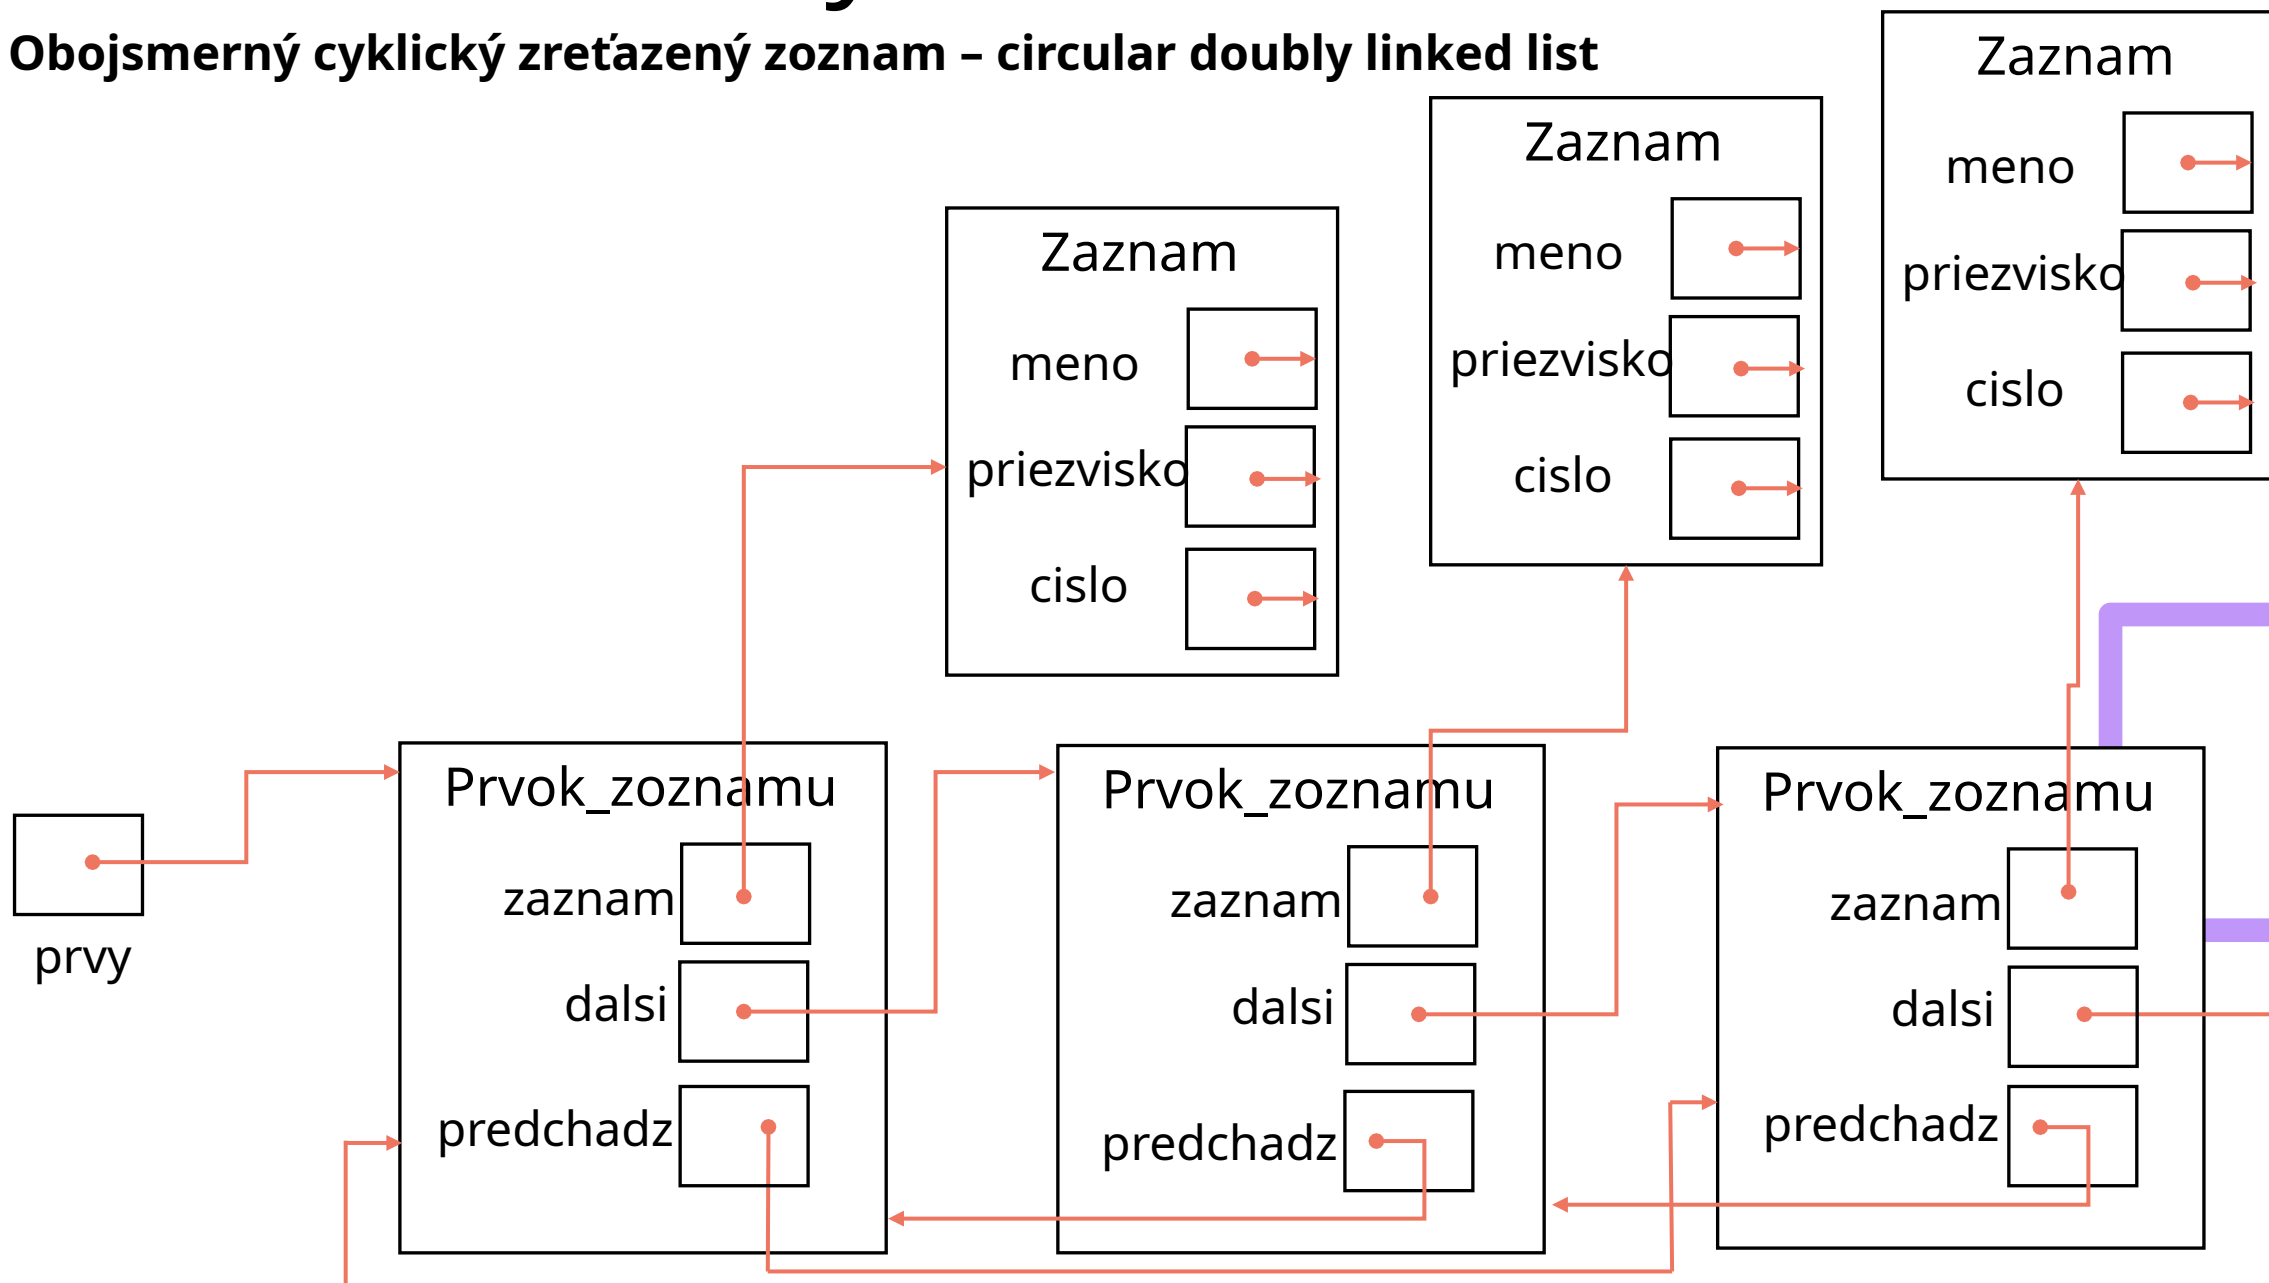 Obojsmerný cyklický zreťazený zoznam – circular doubly linked list
Zaznam
meno
priezvisko
cislo
Zaznam
meno
priezvisko
cislo
Zaznam
meno
priezvisko
cislo
prvy
Prvok_zoznamu
zaznam
dalsi
predchadz
Prvok_zoznamu
zaznam
dalsi
predchadz
Prvok_zoznamu
zaznam
dalsi
predchadz